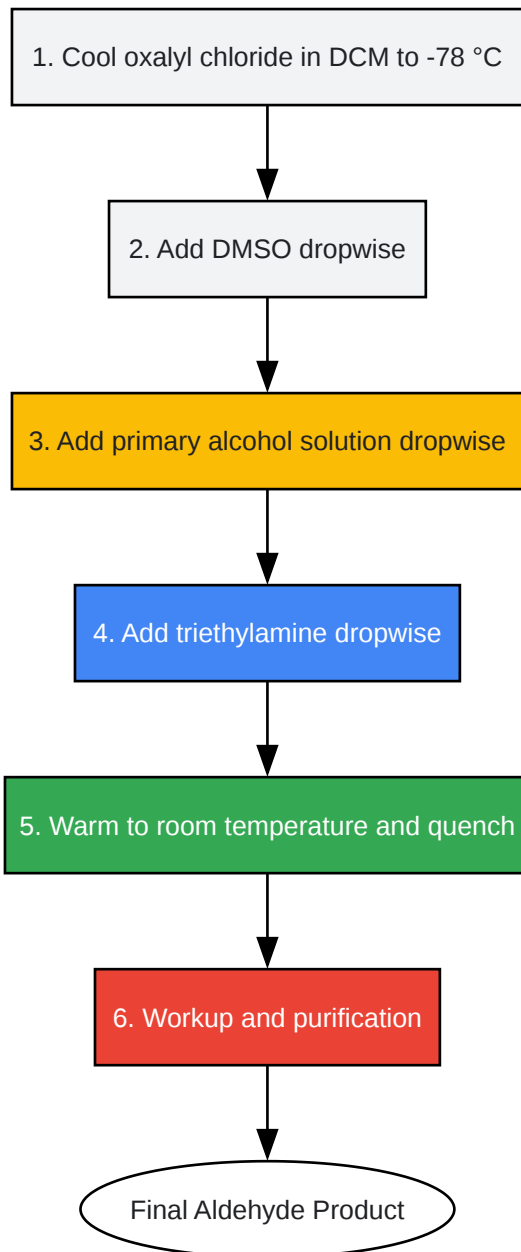 1. Cool oxalyl chloride in DCM to -78 °C
2. Add DMSO dropwise
3. Add primary alcohol solution dropwise
4. Add triethylamine dropwise
5. Warm to room temperature and quench
6. Workup and purification
Final Aldehyde Product